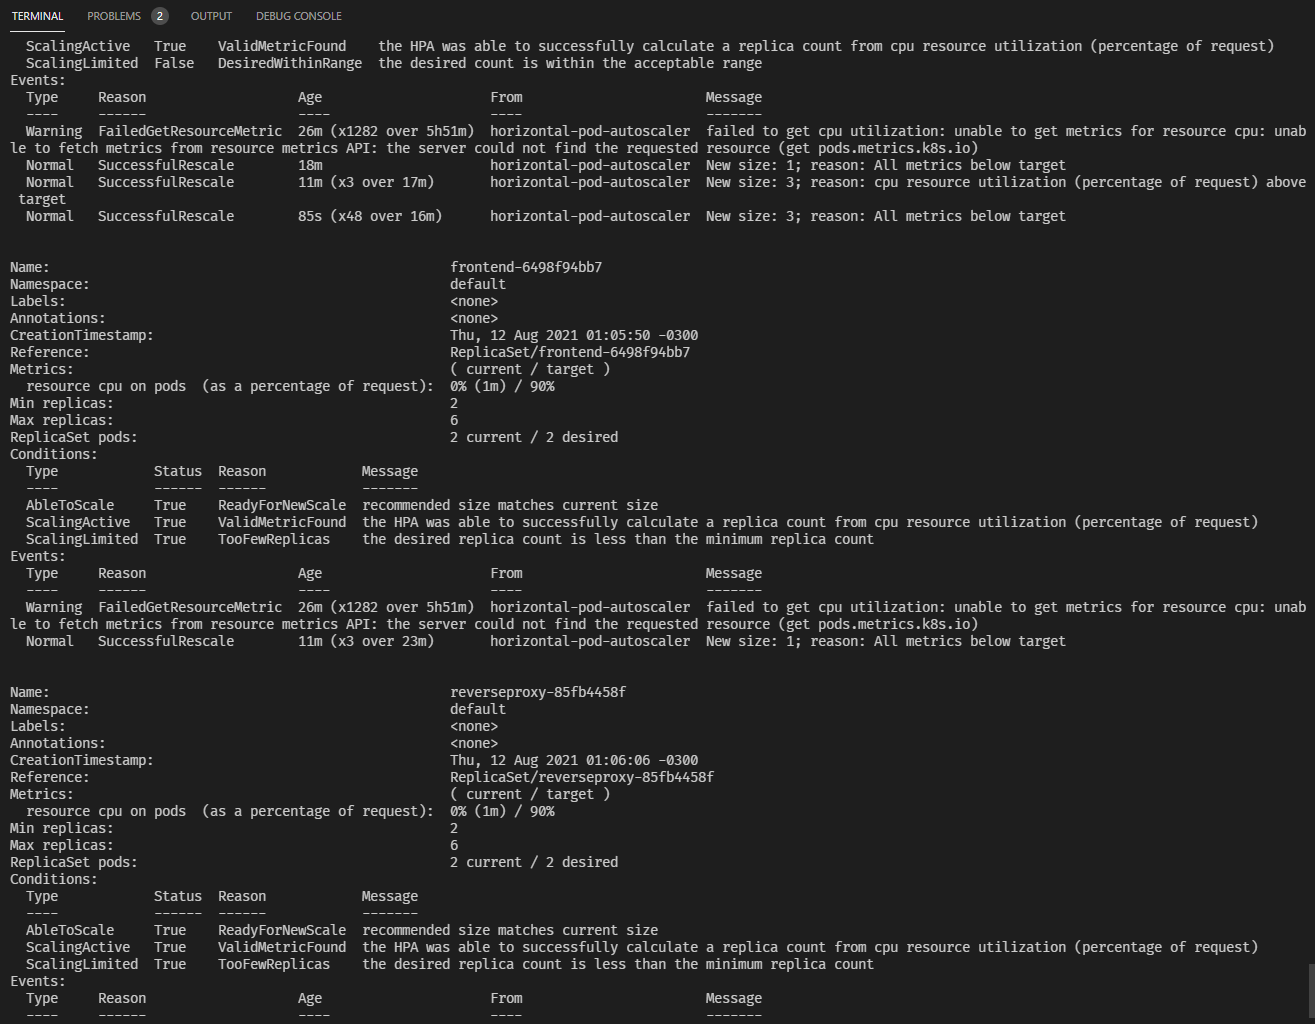 TERMINAL PROBLEMS 2 OUTPUT DEBUG CONSOLE
ScalingActive True ValidMetricFound the HPA was able to successfully calculate a replica count from cpu resource utilization (percentage of request)
ScalingLimited False DesiredWithinRange the desired count is within the acceptable range
Events:
Type Reason Age From Message
---- ------ ---- ---- -------
Warning FailedGetResourceMetric 26m (x1282 over 5h51m) horizontal-pod-autoscaler failed to get cpu utilization: unable to get metrics for resource cpu: unab
le to fetch metrics from resource metrics API: the server could not find the requested resource (get pods.metrics.k8s.io)
Normal SuccessfulRescale 18m horizontal-pod-autoscaler New size: 1; reason: All metrics below target
Normal SuccessfulRescale 11m (x3 over 17m) horizontal-pod-autoscaler New size: 3; reason: cpu resource utilization (percentage of request) above
target
Normal SuccessfulRescale 85s (x48 over 16m) horizontal-pod-autoscaler New size: 3; reason: All metrics below target
Name: frontend-6498f94bb7
Namespace: default
Labels: <none>
Annotations: <none>
CreationTimestamp: Thu, 12 Aug 2021 01:05:50 -0300
Reference: ReplicaSet/frontend-6498f94bb7
Metrics: ( current / target )
resource cpu on pods (as a percentage of request): 0% (1m) / 90%
Min replicas: 2
Max replicas: 6
ReplicaSet pods: 2 current / 2 desired
Conditions:
Type Status Reason Message
---- ------ ------ -------
AbleToScale True ReadyForNewScale recommended size matches current size
ScalingActive True ValidMetricFound the HPA was able to successfully calculate a replica count from cpu resource utilization (percentage of request)
ScalingLimited True TooFewReplicas the desired replica count is less than the minimum replica count
Events:
Type Reason Age From Message
---- ------ ---- ---- -------
Warning FailedGetResourceMetric 26m (x1282 over 5h51m) horizontal-pod-autoscaler failed to get cpu utilization: unable to get metrics for resource cpu: unab
le to fetch metrics from resource metrics API: the server could not find the requested resource (get pods.metrics.k8s.io)
Normal SuccessfulRescale 11m (x3 over 23m) horizontal-pod-autoscaler New size: 1; reason: All metrics below target
Name: reverseproxy-85fb4458f
Namespace: default
Labels: <none>
Annotations: <none>
CreationTimestamp: Thu, 12 Aug 2021 01:06:06 -0300
Reference: ReplicaSet/reverseproxy-85fb4458f
Metrics: ( current / target )
resource cpu on pods (as a percentage of request): 0% (1m) / 90%
Min replicas: 2
Max replicas: 6
ReplicaSet pods: 2 current / 2 desired
Conditions:
Type Status Reason Message
---- ------ ------ -------
AbleToScale True ReadyForNewScale recommended size matches current size
ScalingActive True ValidMetricFound the HPA was able to successfully calculate a replica count from cpu resource utilization (percentage of request)
ScalingLimited True TooFewReplicas the desired replica count is less than the minimum replica count
Events:
Type Reason Age From Message
---- ------ ---- ---- -------